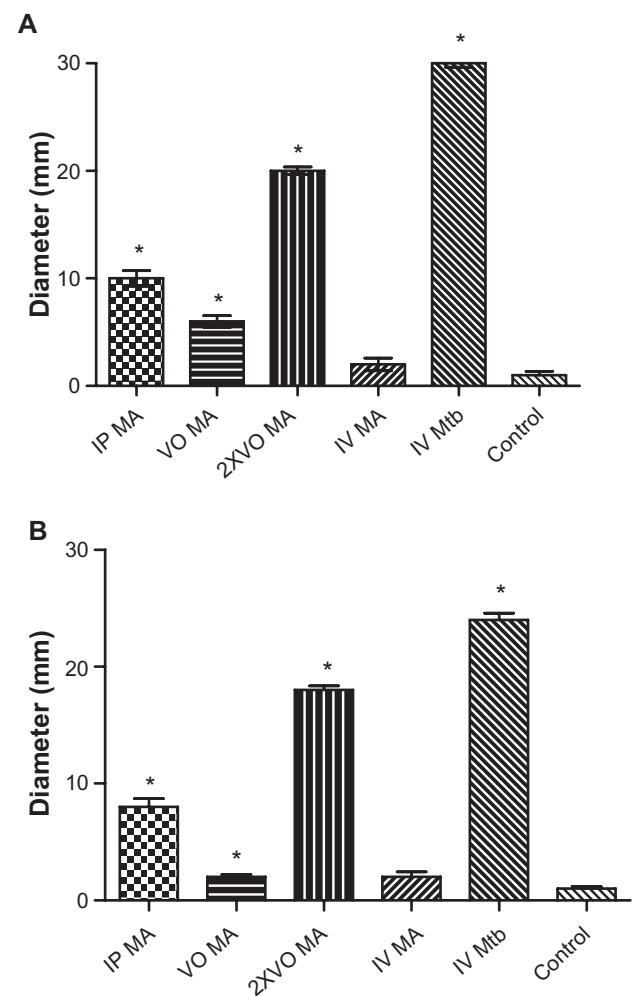 A
Diameter (mm)
30
20
10
0
*
*
*
*
IP MA
VO MA
2XVO MA
IV MA
IV Mtb
Control
B
Diameter (mm)
30
20
10
0
*
*
*
*
IP MA
VO MA
2XVO MA
IV MA
IV Mtb
Control